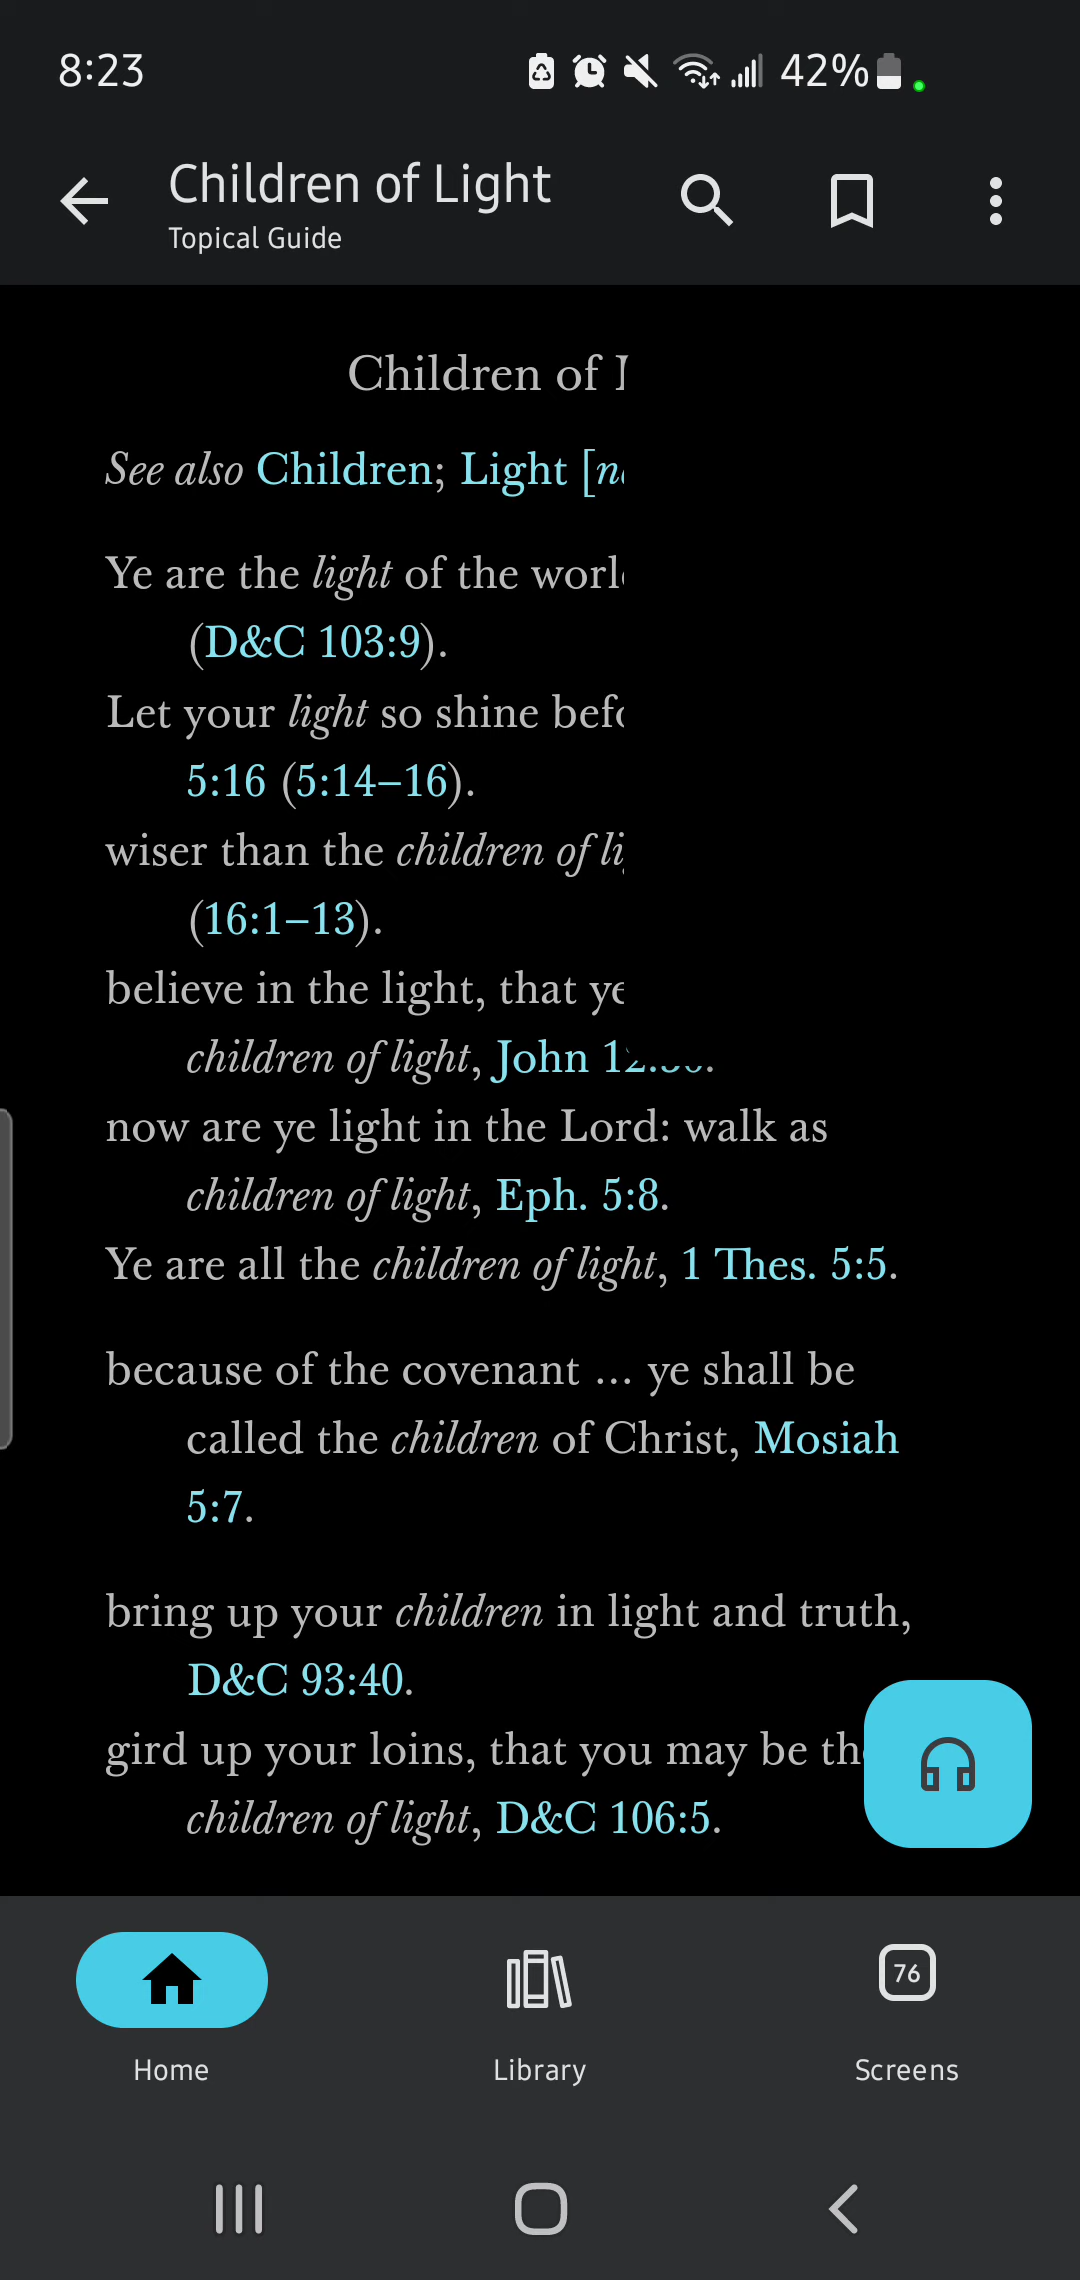 8:23
42%
Children of Light
Topical Guide
Children of
See also Children; Light [
Ye are the light of the
(D&C 103:9).
Let your light so shine
5:16 (5:14–16).
wiser than the children of
(16:1–13).
believe in the light, that
children of light, John
now are ye light in the Lord: walk as
children of light, Eph. 5:8.
Ye are all the children of light, 1 Thes. 5:5.
because of the covenant ... ye shall be
called the children of Christ, Mosiah
5:7.
bring up your children in light and truth,
D&C 93:40.
gird up your loins, that you may be
children of light, D&C 106:5.
76
Home
Library
Screens